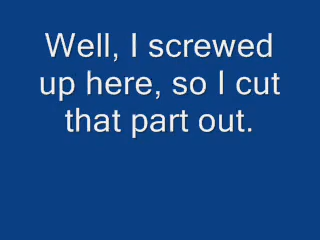 Well, I screwed
up here, so I cut
that part out.